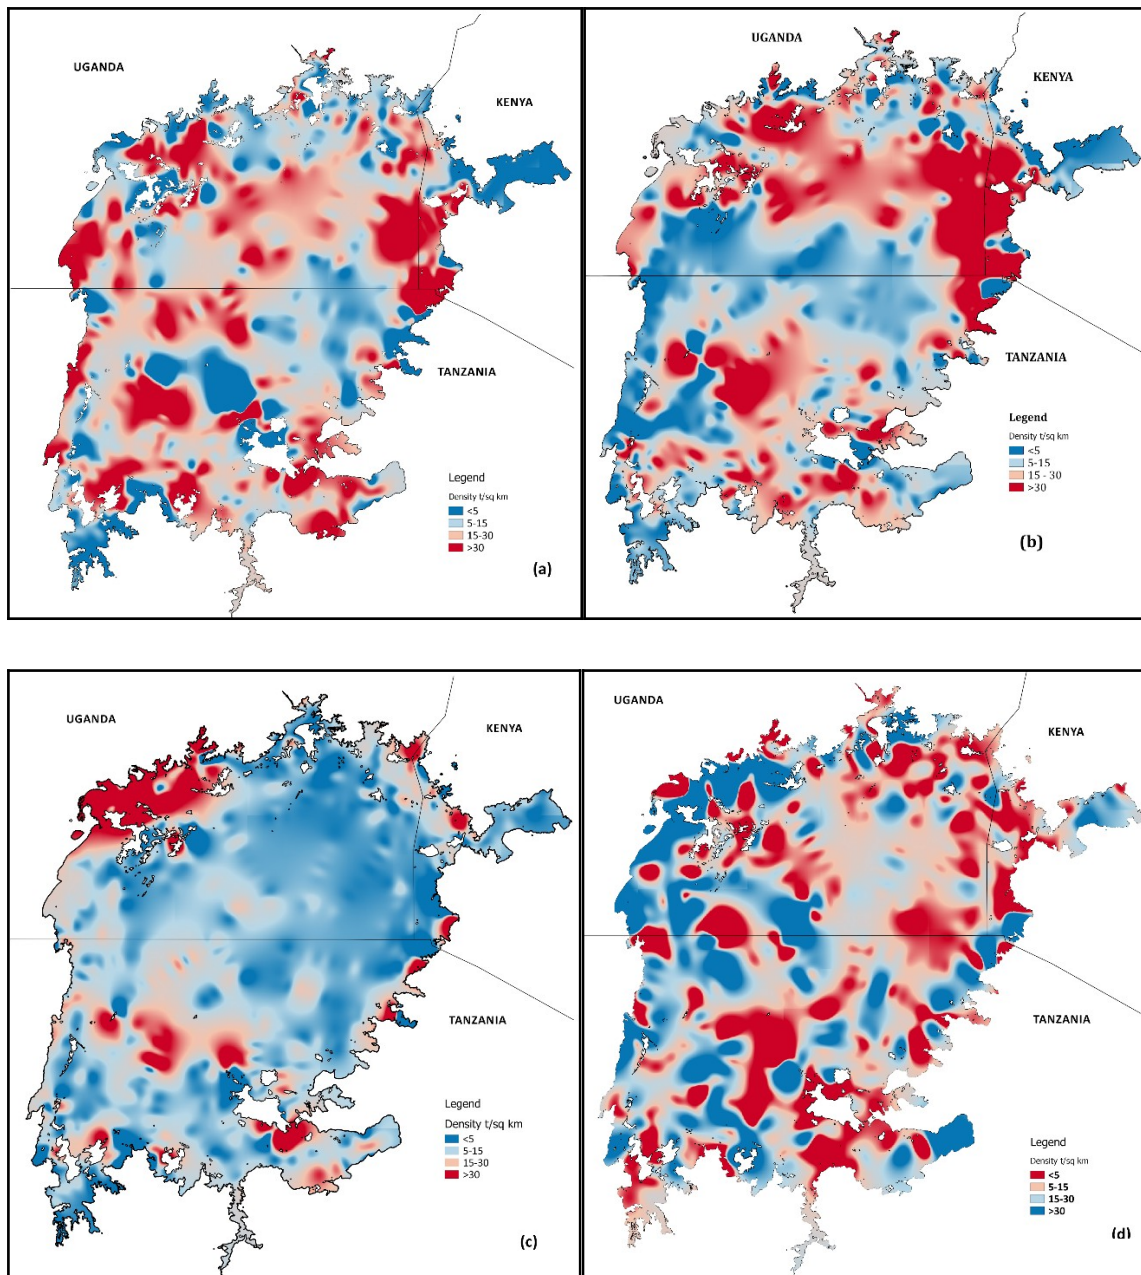 UGANDA
KENYA
TANZANIA
Legend
Density t/sq km
<5
5-15
15-30
>30
(a)
UGANDA
KENYA
TANZANIA
Legend
Density t/sq km
<5
5-15
15 - 30
>30
(b)
UGANDA
KENYA
TANZANIA
Legend
Density t/sq km
<5
5-15
15-30
>30
(c)
UGANDA
KENYA
TANZANIA
Legend
Density t/sq km
<5
5-15
15-30
>30
(d)